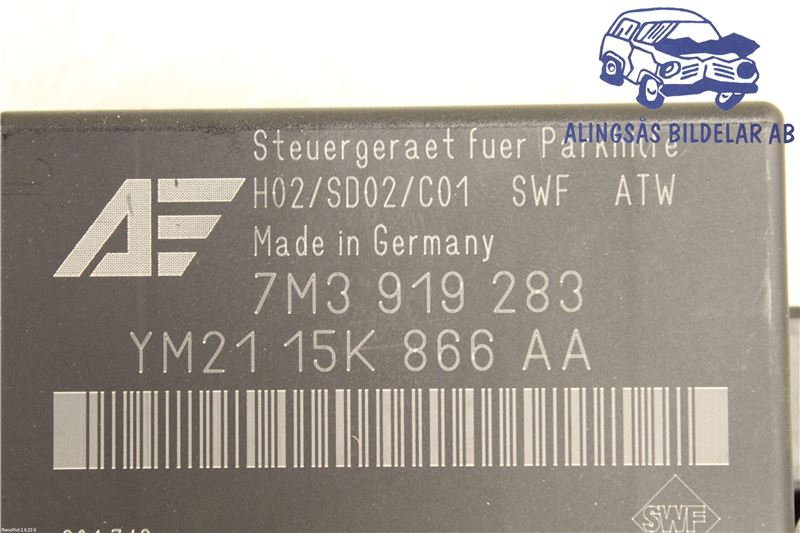 ALINGSÅS BILDELAR AB
Steuergeraet fuer Parkhilfe
H02/SD02/C01 SWF ATW
Made in Germany
7M3 919 283
YM21 15K 866 AA
SWF